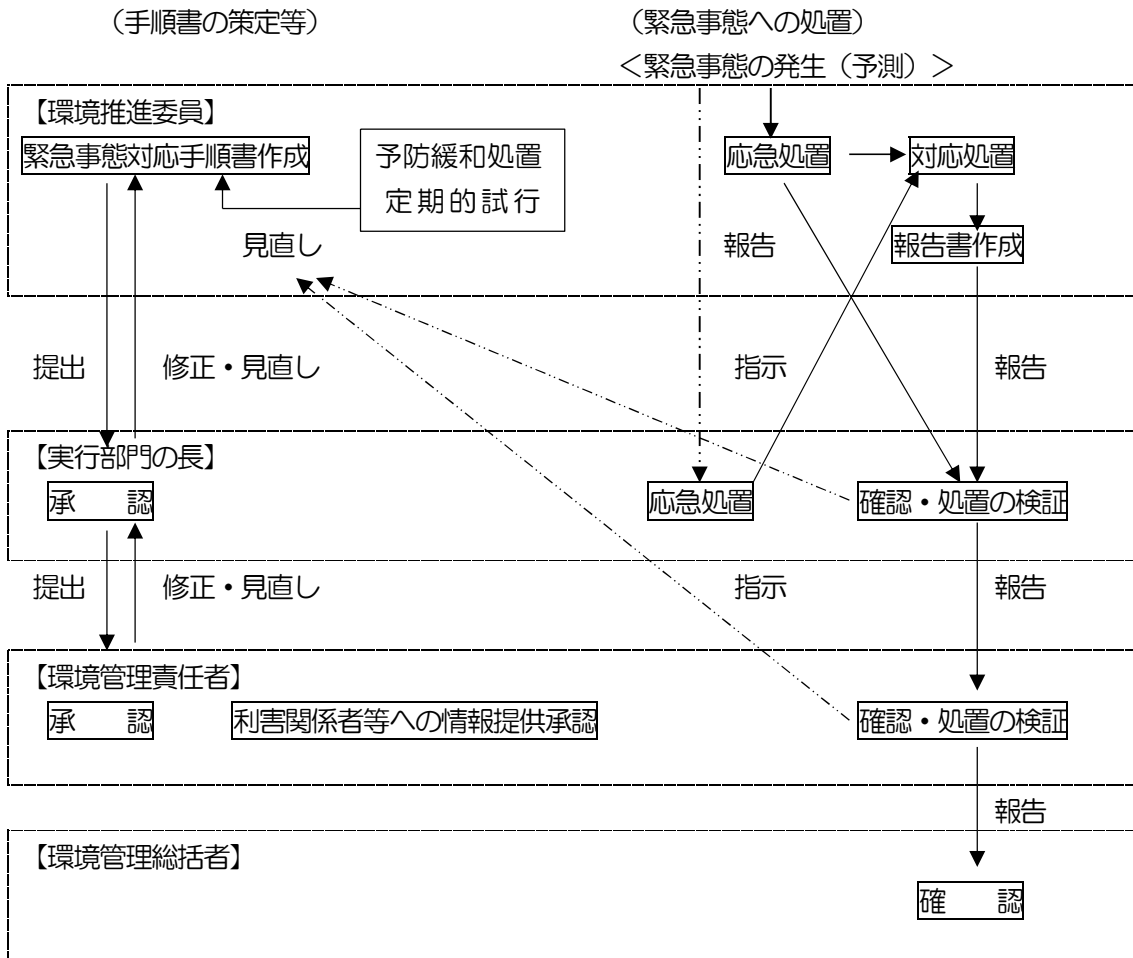 （手順書の策定等）
（緊急事態への処置）
＜緊急事態の発生（予測）＞
【環境推進委員】
緊急事態対応手順書作成
予防緩和処置
定期的試行
応急処置
対応処置
見直し
報告
報告書作成
提出
修正・見直し
指示
報告
【実行部門の長】
承　　認
応急処置
確認・処置の検証
提出
修正・見直し
指示
報告
【環境管理責任者】
承　　認
利害関係者等への情報提供承認
確認・処置の検証
報告
【環境管理総括者】
確　　認